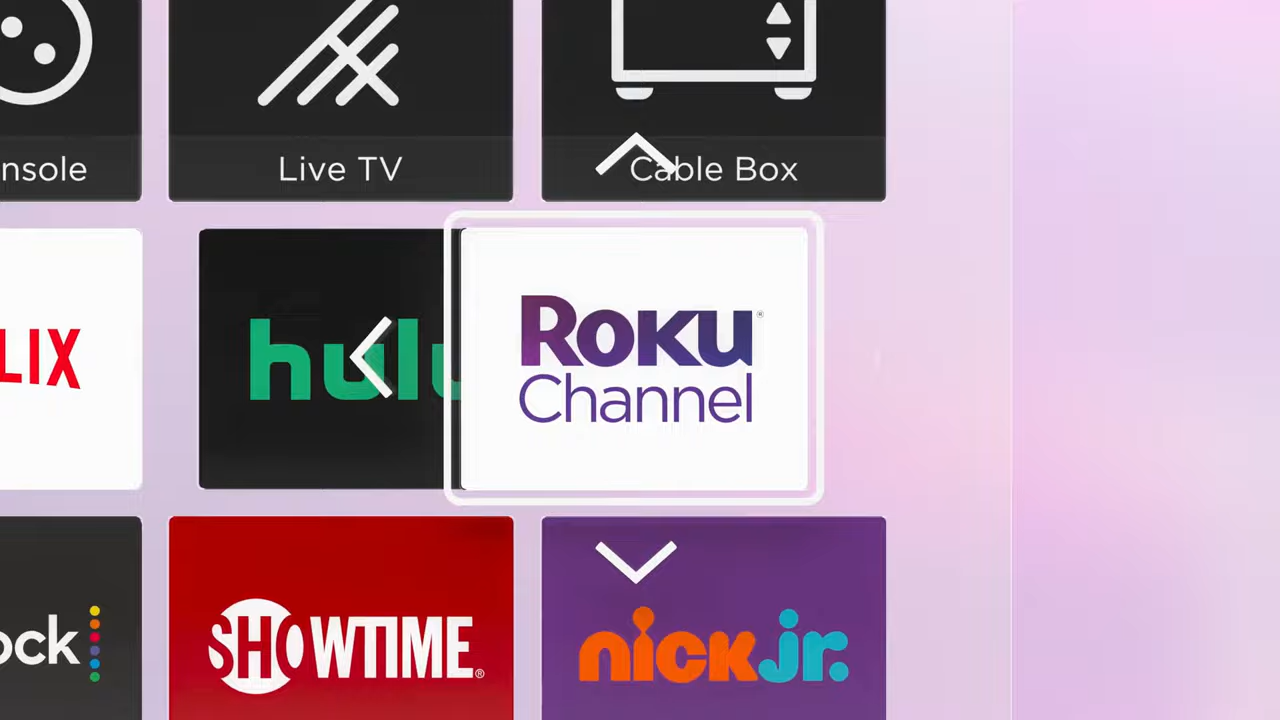 nsole
Live TV
Cable Box
LIX
hulu
Roku®
Channel
ock
SHOWTIME®
nick jr.